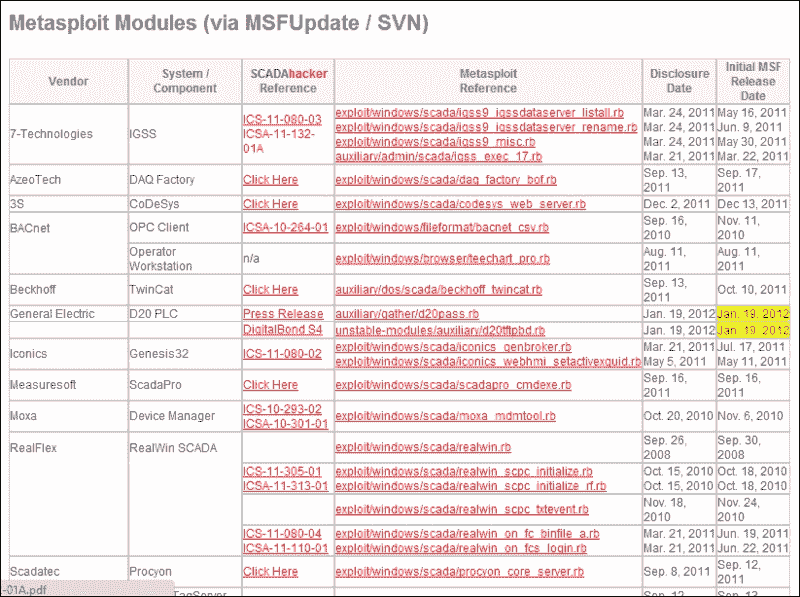 Metasploit Modules (via MSFUpdate / SVN)
Vendor System / Component SCADAhacker Reference Metasploit Reference Disclosure Date Initial MSF Release Date
7-Technologies IGSS ICS-11-080-03 ICSA-11-132-01A
exploit/windows/scada/igss9_igssdataserver_listall.rb Mar. 24, 2011 May 16, 2011
exploit/windows/scada/igss9_igssdataserver_rename.rb Mar. 24, 2011 Jun. 9, 2011
exploit/windows/scada/igss9_misc.rb Mar. 24, 2011 May 30, 2011
auxiliary/admin/scada/igss_exec_17.rb Mar. 21, 2011 Mar. 22, 2011
AzeoTech DAQ Factory Click Here exploit/windows/scada/daq_factory_bof.rb Sep. 13, 2011 Sep. 17, 2011
3S CoDeSys Click Here exploit/windows/scada/codesys_web_server.rb Dec. 2, 2011 Dec 13, 2011
BACnet OPC Client ICSA-10-264-01 exploit/windows/fileformat/bacnet_csv.rb Sep. 16, 2010 Nov. 11, 2010
Operator Workstation n/a exploit/windows/browser/teechart_pro.rb Aug. 11, 2011 Aug. 11, 2011
Beckhoff TwinCat Click Here auxiliary/dos/scada/beckhoff_twincat.rb Sep. 13, 2011 Oct. 10, 2011
General Electric D20 PLC Press Release auxiliary/gather/d20pass.rb Jan. 19, 2012 Jan. 19, 2012
DigitalBond S4 unstable-modules/auxiliary/d20tftpbd.rb Jan. 19, 2012 Jan. 19, 2012
Iconics Genesis32 ICS-11-080-02
exploit/windows/scada/iconics_genbroker.rb Mar. 21, 2011 Jul. 17, 2011
exploit/windows/scada/iconics_webhmi_setactivexguid.rb May 5, 2011 May 11, 2011
Measuresoft ScadaPro Click Here exploit/windows/scada/scadapro_cmdexe.rb Sep. 16, 2011 Sep. 16, 2011
Moxa Device Manager ICS-10-293-02 ICSA-10-301-01 exploit/windows/scada/moxa_mdmtool.rb Oct. 20, 2010 Nov. 6, 2010
RealFlex RealWin SCADA exploit/windows/scada/realwin.rb Sep. 26, 2008 Sep. 30, 2008
ICS-11-305-01 exploit/windows/scada/realwin_scpc_initialize.rb Oct. 15, 2010 Oct. 18, 2010
ICSA-11-313-01 exploit/windows/scada/realwin_scpc_initialize_rf.rb Oct. 15, 2010 Oct. 18, 2010
exploit/windows/scada/realwin_scpc_txtevent.rb Nov. 18, 2010 Nov. 24, 2010
ICS-11-080-04 exploit/windows/scada/realwin_on_fc_binfile_a.rb Mar. 21, 2011 Jun. 19, 2011
ICSA-11-110-01 exploit/windows/scada/realwin_on_fcs_login.rb Mar. 21, 2011 Jun. 22, 2011
Scadatec Procyon Click Here exploit/windows/scada/procyon_core_server.rb Sep. 8, 2011 Sep. 12, 2011
-01A.pdf